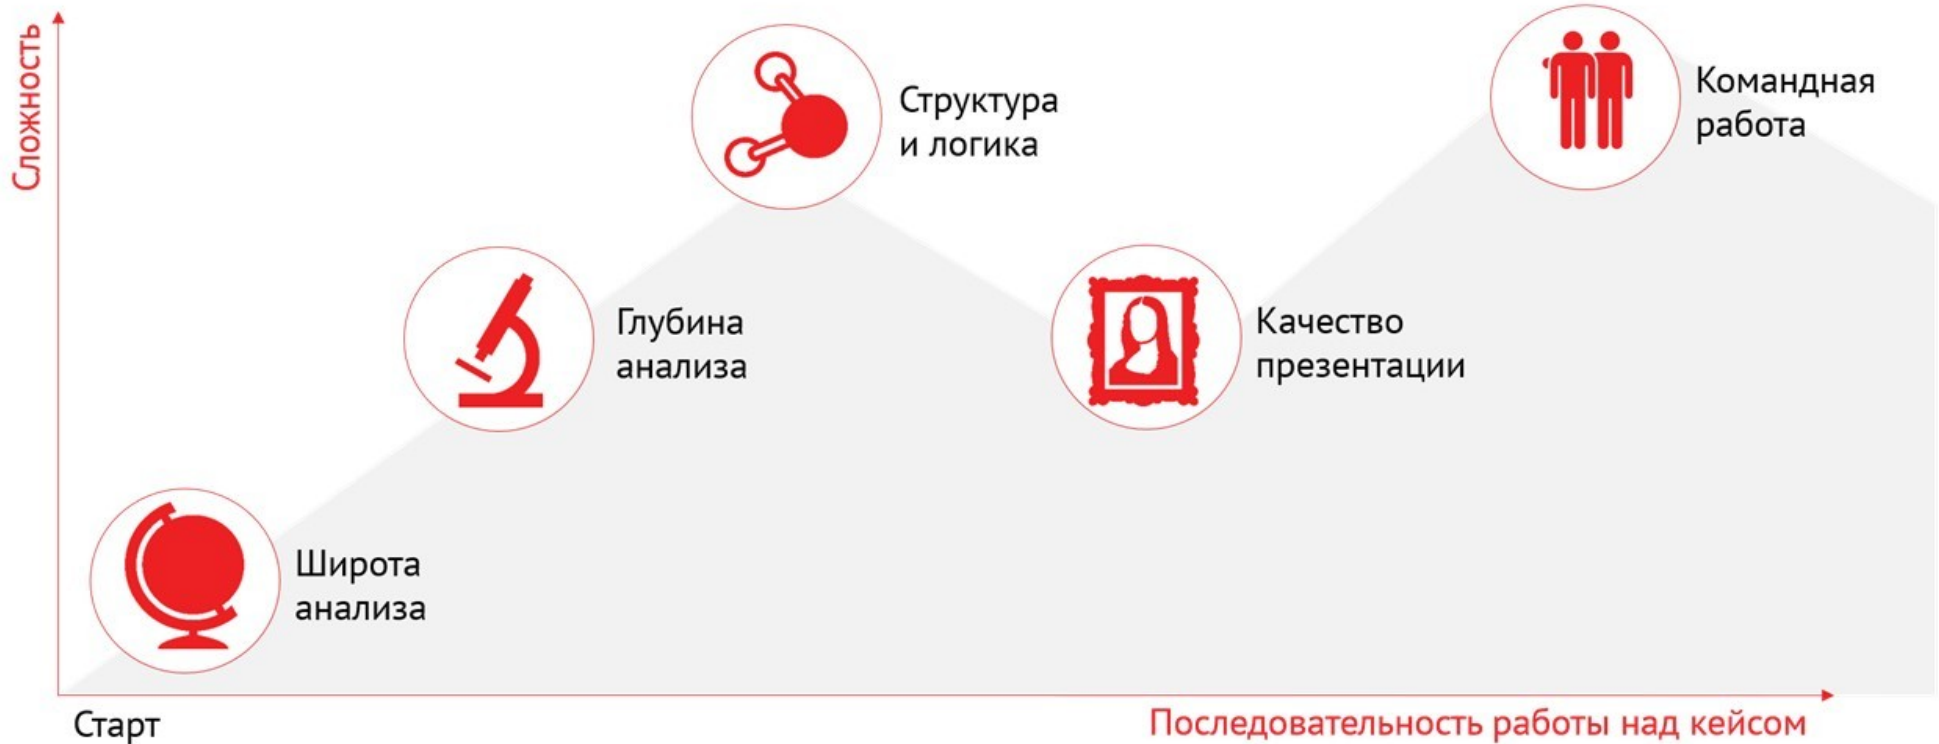 Сложность
Структура
и логика
Командная
работа
Глубина
анализа
Качество
презентации
Широта
анализа
Старт
Последовательность работы над кейсом